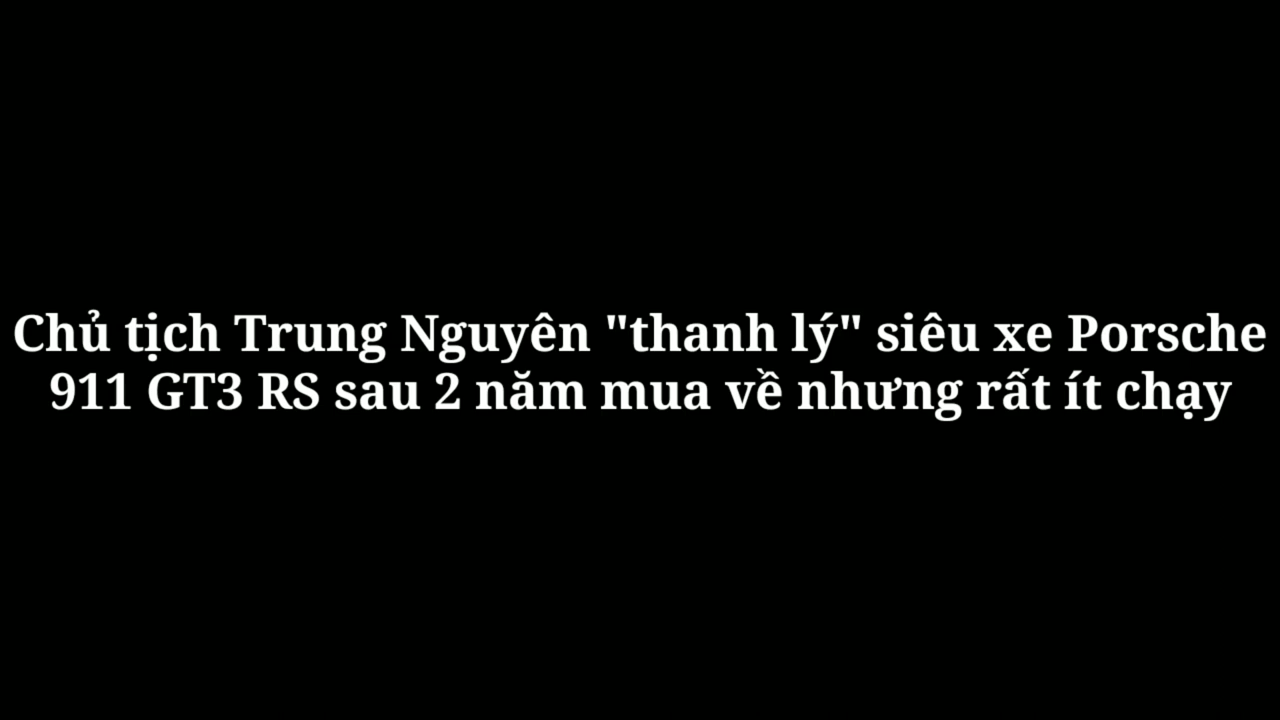 Chủ tịch Trung Nguyên "thanh lý" siêu xe Porsche
911 GT3 RS sau 2 năm mua về nhưng rất ít chạy